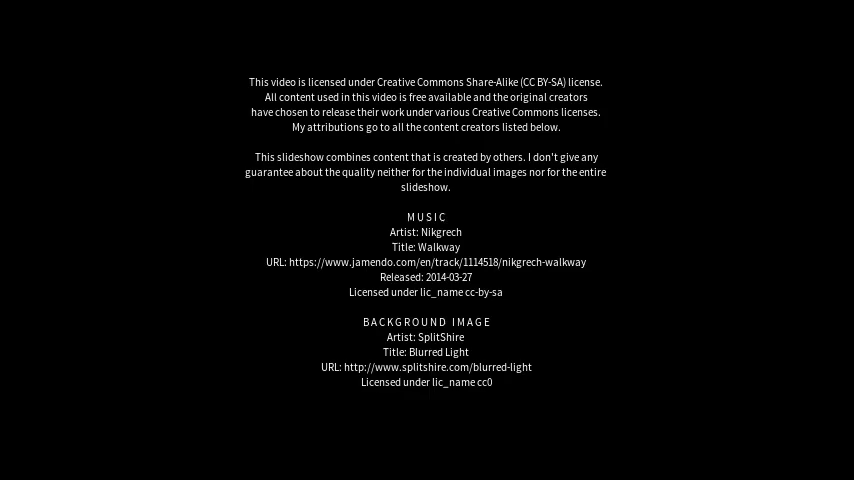 This video is licensed under Creative Commons Share-Alike (CC BY-SA) license.
All content used in this video is free available and the original creators
have chosen to release their work under various Creative Commons licenses.
My attributions go to all the content creators listed below.
This slideshow combines content that is created by others. I don't give any
guarantee about the quality neither for the individual images nor for the entire
slideshow.
MUSIC
Artist: Nikgrech
Title: Walkway
URL: https://www.jamendo.com/en/track/1114518/nikgrech-walkway
Released: 2014-03-27
Licensed under lic_name cc-by-sa
BACKGROUND IMAGE
Artist: SplitShire
Title: Blurred Light
URL: http://www.splitshire.com/blurred-light
Licensed under lic_name cc0